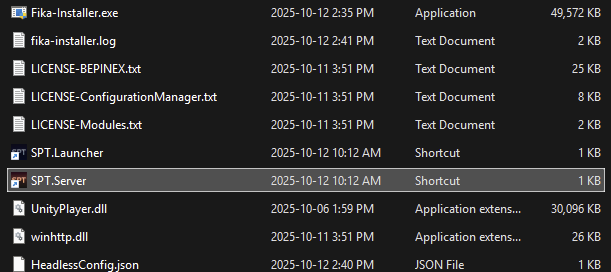 Fika-Installer.exe 2025-10-12 2:35 PM Application 49,572 KB
fika-installer.log 2025-10-12 2:41 PM Text Document 2 KB
LICENSE-BEPINEX.txt 2025-10-11 3:51 PM Text Document 25 KB
LICENSE-ConfigurationManager.txt 2025-10-11 3:51 PM Text Document 8 KB
LICENSE-Modules.txt 2025-10-11 3:51 PM Text Document 2 KB
SPT.Launcher 2025-10-12 10:12 AM Shortcut 1 KB
SPT.Server 2025-10-12 10:12 AM Shortcut 1 KB
UnityPlayer.dll 2025-10-06 1:59 PM Application extens... 30,096 KB
winhttp.dll 2025-10-11 3:51 PM Application extens... 26 KB
HeadlessConfig.json 2025-10-12 2:40 PM JSON File 1 KB